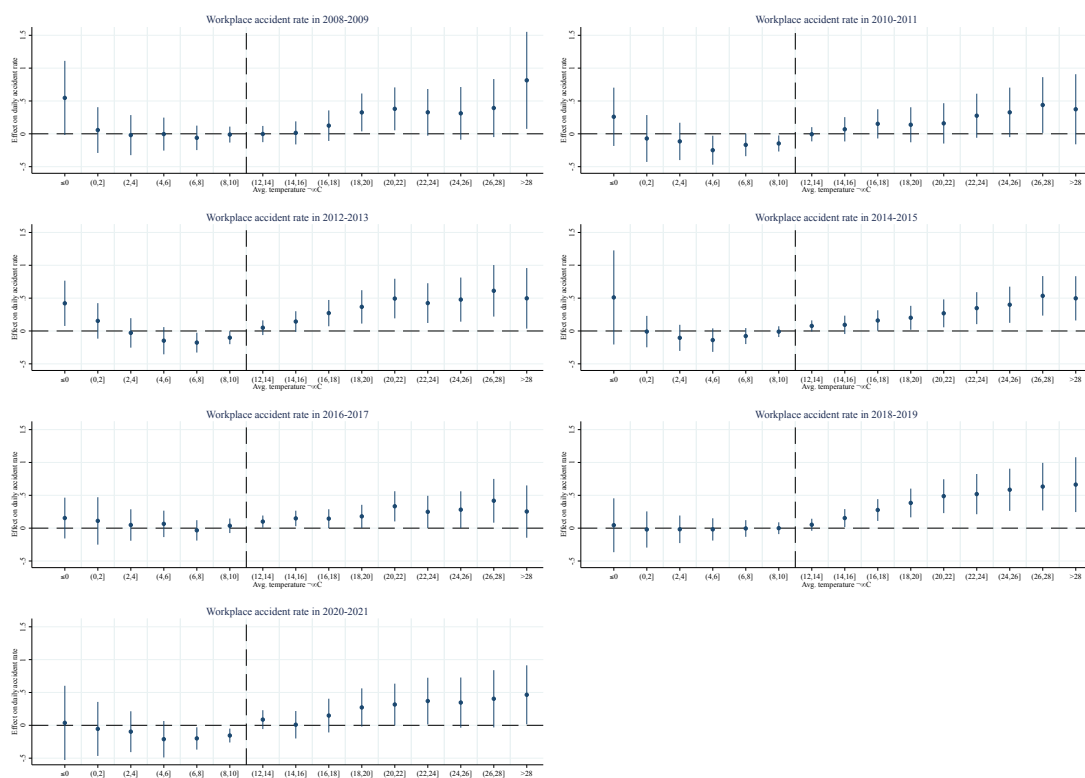 Workplace accident rate in 2008-2009
Effect on daily accident rate
1.5
1
.5
0
-.5
≤0 (0,2] (2,4] (4,6] (6,8] (8,10] (12,14] (14,16] (16,18] (18,20] (20,22] (22,24] (24,26] (26,28] >28
Avg. temperature ¬∞C
Workplace accident rate in 2010-2011
Effect on daily accident rate
1.5
1
.5
0
-.5
≤0 (0,2] (2,4] (4,6] (6,8] (8,10] (12,14] (14,16] (16,18] (18,20] (20,22] (22,24] (24,26] (26,28] >28
Avg. temperature ¬∞C
Workplace accident rate in 2012-2013
Effect on daily accident rate
1.5
1
.5
0
-.5
≤0 (0,2] (2,4] (4,6] (6,8] (8,10] (12,14] (14,16] (16,18] (18,20] (20,22] (22,24] (24,26] (26,28] >28
Avg. temperature ¬∞C
Workplace accident rate in 2014-2015
Effect on daily accident rate
1.5
1
.5
0
-.5
≤0 (0,2] (2,4] (4,6] (6,8] (8,10] (12,14] (14,16] (16,18] (18,20] (20,22] (22,24] (24,26] (26,28] >28
Avg. temperature ¬∞C
Workplace accident rate in 2016-2017
Effect on daily accident rate
1.5
1
.5
0
-.5
≤0 (0,2] (2,4] (4,6] (6,8] (8,10] (12,14] (14,16] (16,18] (18,20] (20,22] (22,24] (24,26] (26,28] >28
Avg. temperature ¬∞C
Workplace accident rate in 2018-2019
Effect on daily accident rate
1.5
1
.5
0
-.5
≤0 (0,2] (2,4] (4,6] (6,8] (8,10] (12,14] (14,16] (16,18] (18,20] (20,22] (22,24] (24,26] (26,28] >28
Avg. temperature ¬∞C
Workplace accident rate in 2020-2021
Effect on daily accident rate
1.5
1
.5
0
-.5
≤0 (0,2] (2,4] (4,6] (6,8] (8,10] (12,14] (14,16] (16,18] (18,20] (20,22] (22,24] (24,26] (26,28] >28